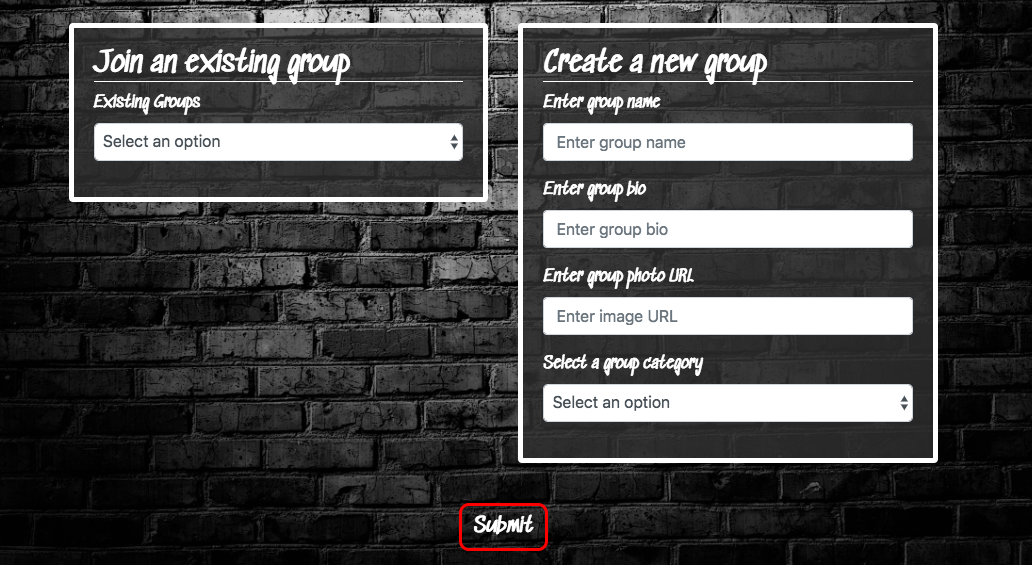 Join an existing group
Existing Groups
Select an option
Create a new group
Enter group name
Enter group name
Enter group bio
Enter group bio
Enter group photo URL
Enter image URL
Select a group category
Select an option
Submit